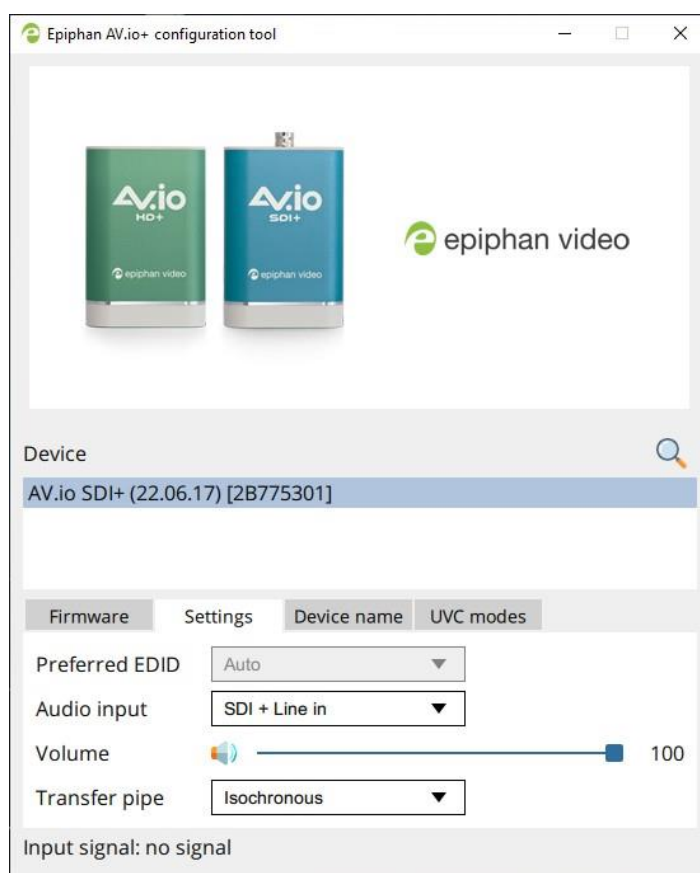 Epiphan AV.io+ configuration tool
AV.io
HD+
epiphan video
AV.io
SDI+
epiphan video
epiphan video
Device
AV.io SDI+ (22.06.17) [2B775301]
Firmware Settings Device name UVC modes
Preferred EDID Auto
Audio input SDI + Line in
Volume 100
Transfer pipe Isochronous
Input signal: no signal